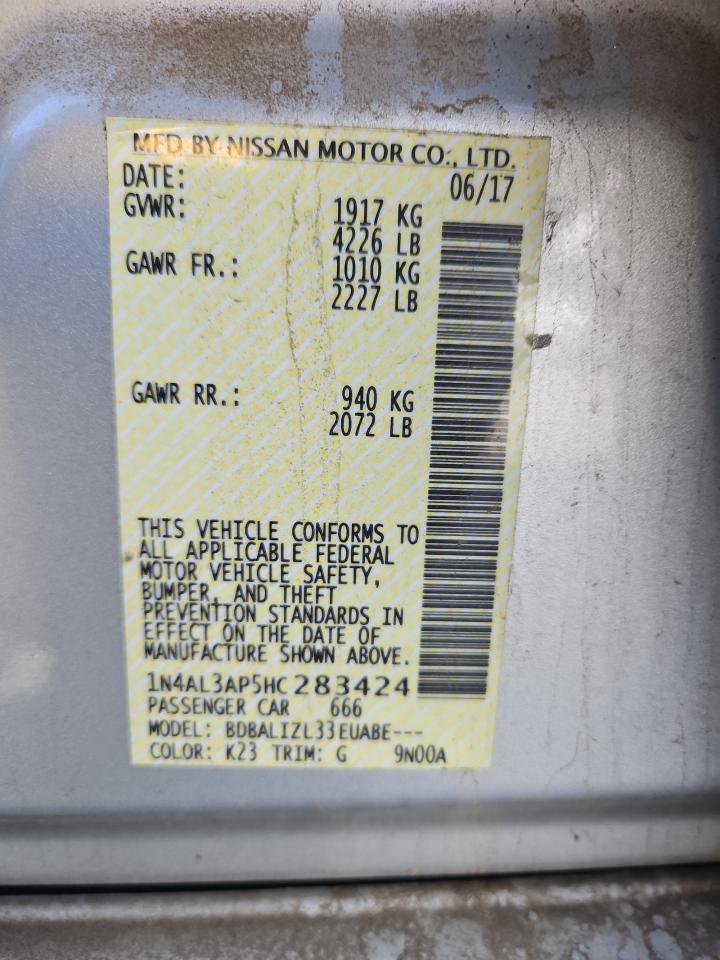 MFD BY NISSAN MOTOR CO., LTD.
DATE: 06/17
GVWR: 1917 KG
4226 LB
GAWR FR.: 1010 KG
2227 LB
GAWR RR.: 940 KG
2072 LB
THIS VEHICLE CONFORMS TO
ALL APPLICABLE FEDERAL
MOTOR VEHICLE SAFETY,
BUMPER, AND THEFT
PREVENTION STANDARDS IN
EFFECT ON THE DATE OF
MANUFACTURE SHOWN ABOVE.
1N4AL3AP5HC283424
PASSENGER CAR 666
MODEL: BDBALIZL33EUABE---
COLOR: K23 TRIM: G 9N00A